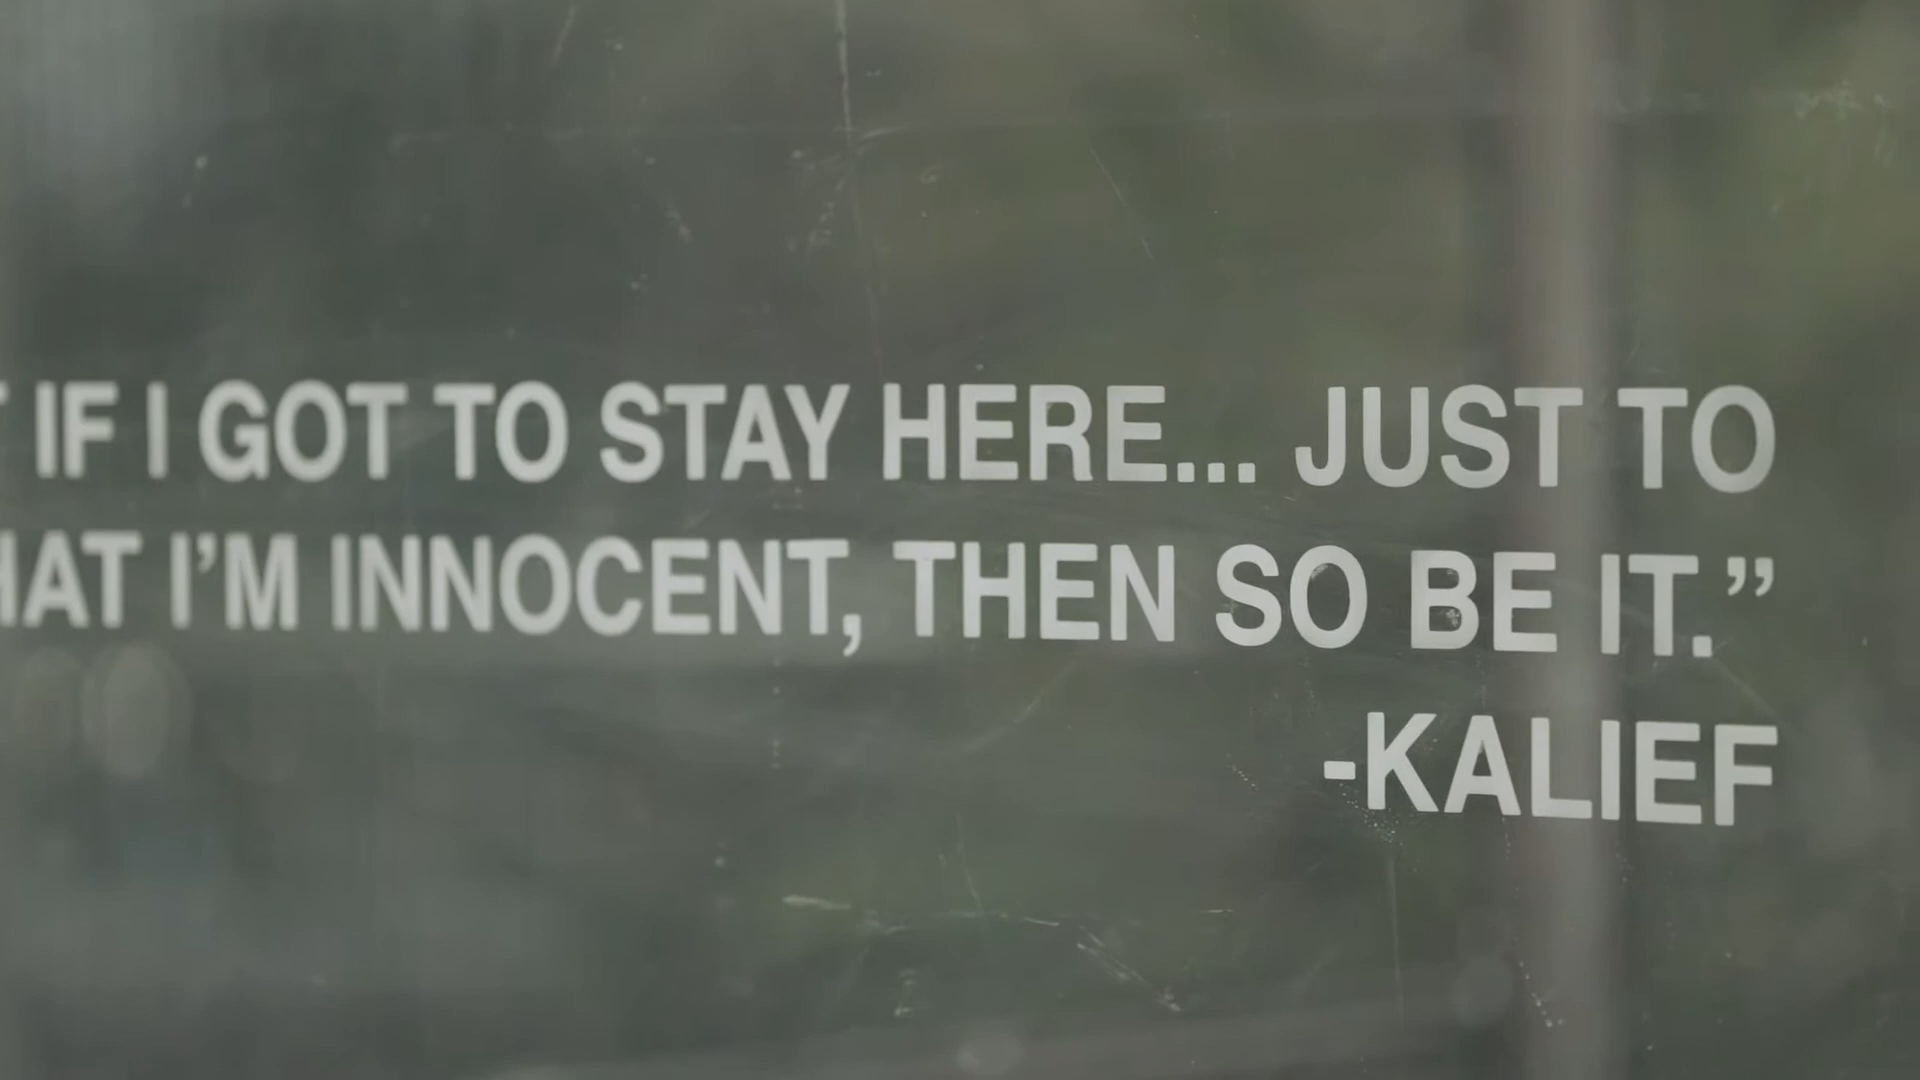 IF I GOT TO STAY HERE... JUST TO
I'M INNOCENT, THEN SO BE IT.”
-KALIEF